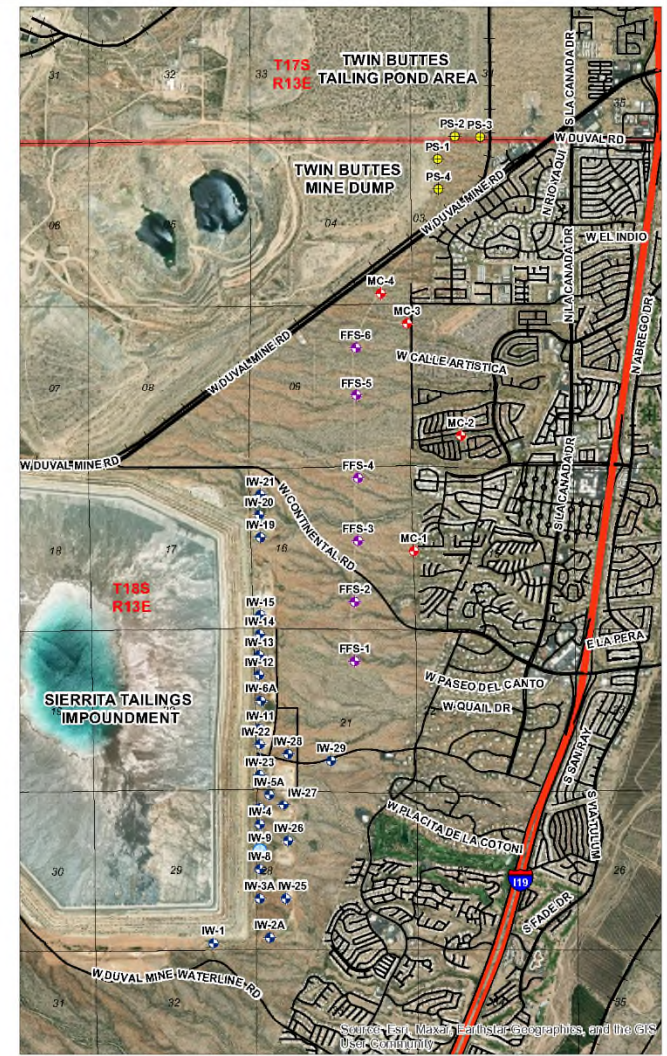 31
32
33
T17S
R13E
TWIN BUTTES
TAILING POND AREA
S LA CANADA DR
35
PS-2
PS-3
W DUVAL RD
PS-1
TWIN BUTTES
MINE DUMP
PS-4
N RIO YAQUI
W DUVAL MINE RD
06
05
04
03
W EL INDIO
N LA CANADA DR
N ABREGO DR
MC-4
MC-3
FFS-6
W CALLE ARTISTICA
W DUVAL MINE RD
07
08
09
FFS-5
MC-2
W DUVAL MINE RD
FFS-4
S LA CANADA DR
IW-21
IW-20
IW-19
W CONTINENTAL RD
FFS-3
MC-1
18
17
16
T18S
R13E
FFS-2
IW-15
IW-14
IW-13
IW-12
E LA PERA
FFS-1
W PASEO DEL CANTO
IW-6A
SIERRITA TAILINGS
IMPOUNDMENT
W QUAIL DR
IW-11
21
22
IW-22
IW-28
IW-29
S SAN RAY
IW-23
IW-5A
IW-27
S VIA TULUM
IW-4
W PLACITA DE LA COTONI
IW-26
IW-9
IW-8
30
29
28
26
I19
IW-3A
IW-25
S FADE DR
IW-1
IW-2A
W DUVAL MINE WATERLINE RD
31
32
33
35
Source: Esri, Maxar, Earthstar Geographics, and the GIS
User Community